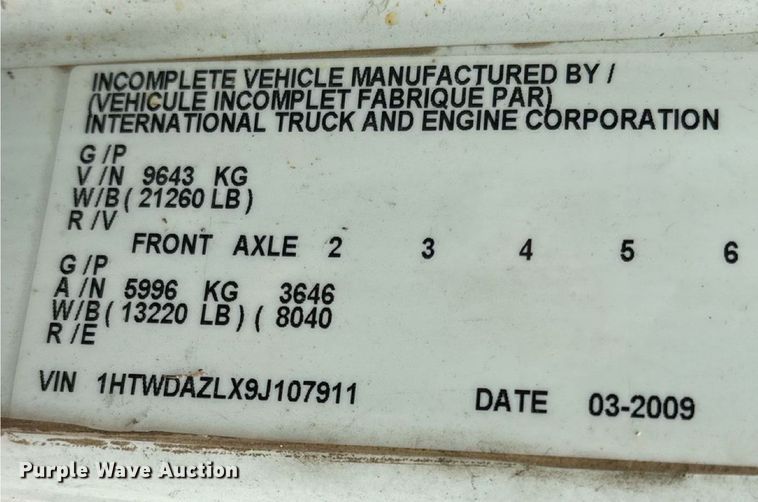 INCOMPLETE VEHICLE MANUFACTURED BY /
(VEHICULE INCOMPLET FABRIQUE PAR)
INTERNATIONAL TRUCK AND ENGINE CORPORATION
G / P
V / N 9643 KG
W/B ( 21260 LB )
R / V
FRONT AXLE 2 3 4 5 6
G / P
A / N 5996 KG 3646
W/B ( 13220 LB ) ( 8040
R / E
VIN 1HTWDAZLX9J107911 DATE 03-2009
Purple Wave Auction